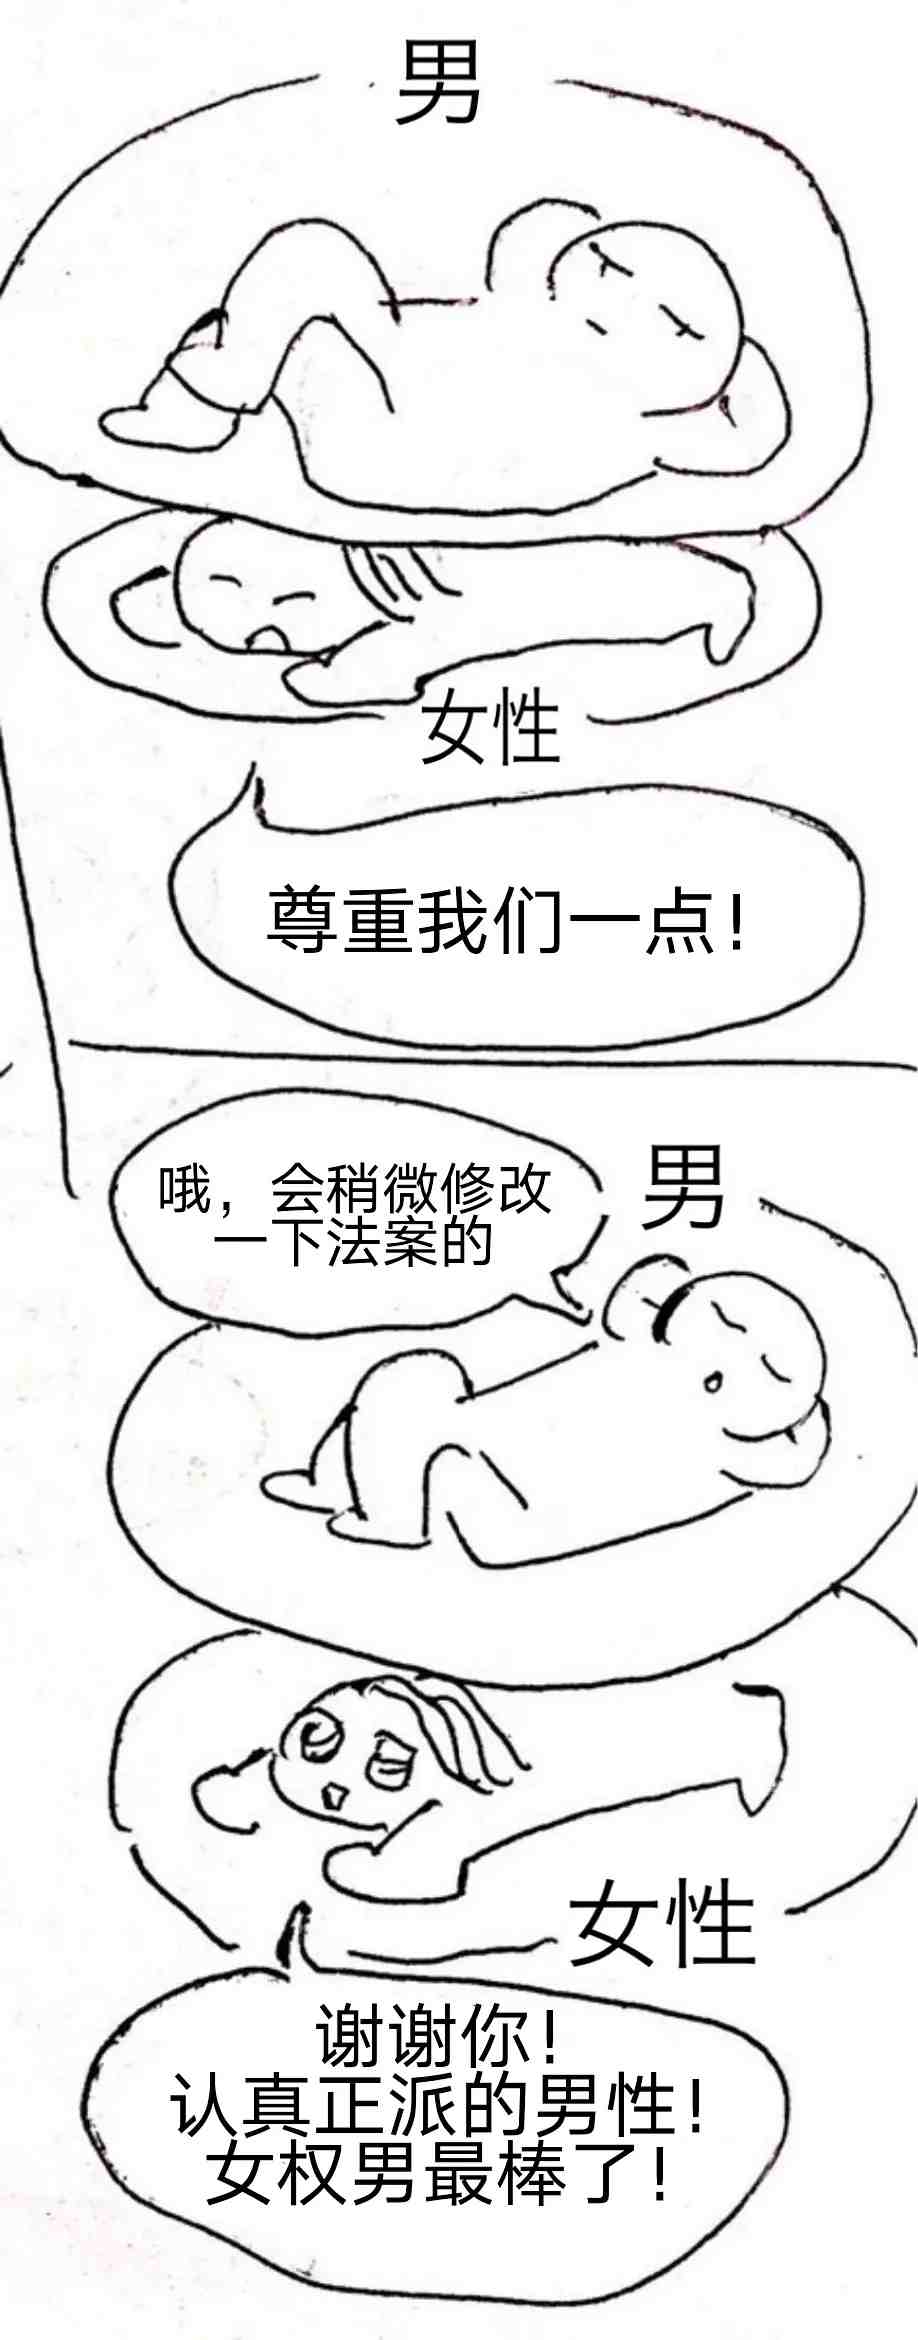 男
女性
尊重我们一点！
哦，会稍微修改
一下法案的
男
女性
谢谢你！
认真正派的男性！
女权男最棒了！